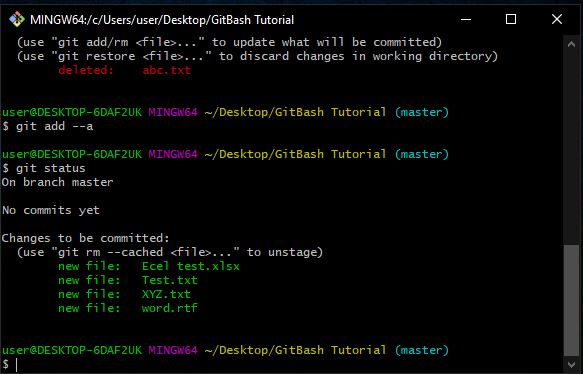 MINGW64:/c/Users/user/Desktop/GitBash Tutorial
(use "git add/rm <file>..." to update what will be committed)
(use "git restore <file>..." to discard changes in working directory)
deleted: abc.txt
user@DESKTOP-6DAF2UK MINGW64 ~/Desktop/GitBash Tutorial (master)
$ git add --a
user@DESKTOP-6DAF2UK MINGW64 ~/Desktop/GitBash Tutorial (master)
$ git status
On branch master
No commits yet
Changes to be committed:
(use "git rm --cached <file>..." to unstage)
new file: Ecel test.xlsx
new file: Test.txt
new file: XYZ.txt
new file: word.rtf
user@DESKTOP-6DAF2UK MINGW64 ~/Desktop/GitBash Tutorial (master)
$